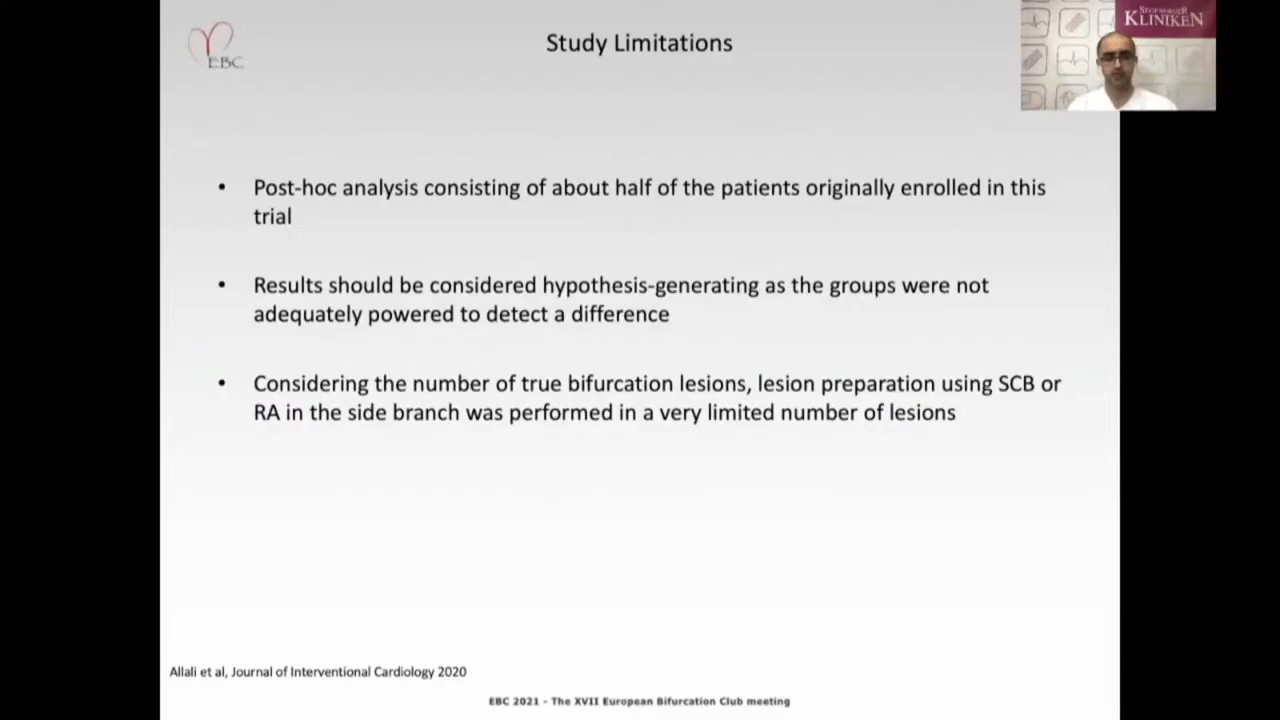 Study Limitations
EBC
KLINIKEN
• Post-hoc analysis consisting of about half of the patients originally enrolled in this
trial
• Results should be considered hypothesis-generating as the groups were not
adequately powered to detect a difference
• Considering the number of true bifurcation lesions, lesion preparation using SCB or
RA in the side branch was performed in a very limited number of lesions
Allali et al, Journal of Interventional Cardiology 2020
EBC 2021 - The XVII European Bifurcation Club meeting